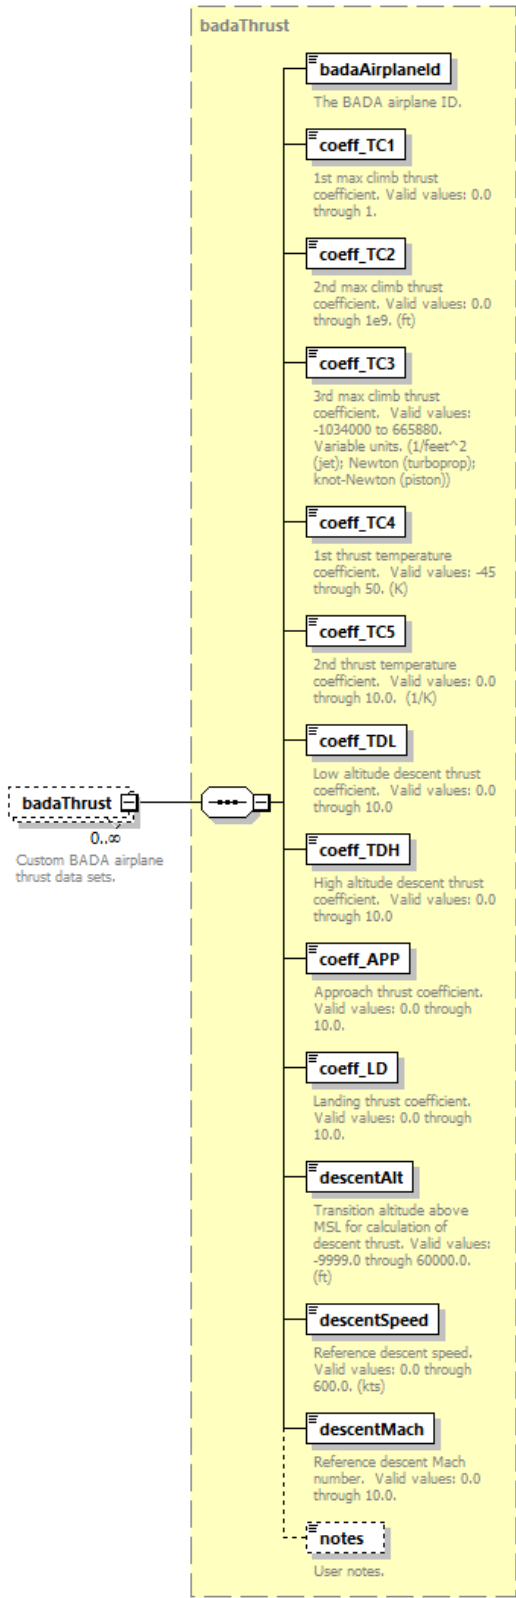 badaThrust
badaAirplaneId
The BADA airplane ID.
coeff_TC1
1st max climb thrust
coefficient. Valid values: 0.0
through 1.
coeff_TC2
2nd max climb thrust
coefficient. Valid values: 0.0
through 1e9. (ft)
coeff_TC3
3rd max climb thrust
coefficient.  Valid values:
-1034000 to 665880.
Variable units. (1/feet^2
(jet); Newton (turboprop);
knot-Newton (piston))
coeff_TC4
1st thrust temperature
coefficient.  Valid values: -45
through 50. (K)
coeff_TC5
2nd thrust temperature
coefficient.  Valid values: 0.0
through 10.0.  (1/K)
coeff_TDL
Low altitude descent thrust
coefficient.  Valid values: 0.0
through 10.0
badaThrust
0..∞
Custom BADA airplane
thrust data sets.
coeff_TDH
High altitude descent thrust
coefficient.  Valid values: 0.0
through 10.0
coeff_APP
Approach thrust coefficient.
Valid values: 0.0 through
10.0.
coeff_LD
Landing thrust coefficient.
Valid values: 0.0 through
10.0.
descentAlt
Transition altitude above
MSL for calculation of
descent thrust. Valid values:
-9999.0 through 60000.0.
(ft)
descentSpeed
Reference descent speed.
Valid values: 0.0 through
600.0. (kts)
descentMach
Reference descent Mach
number.  Valid values: 0.0
through 10.0.
notes
User notes.